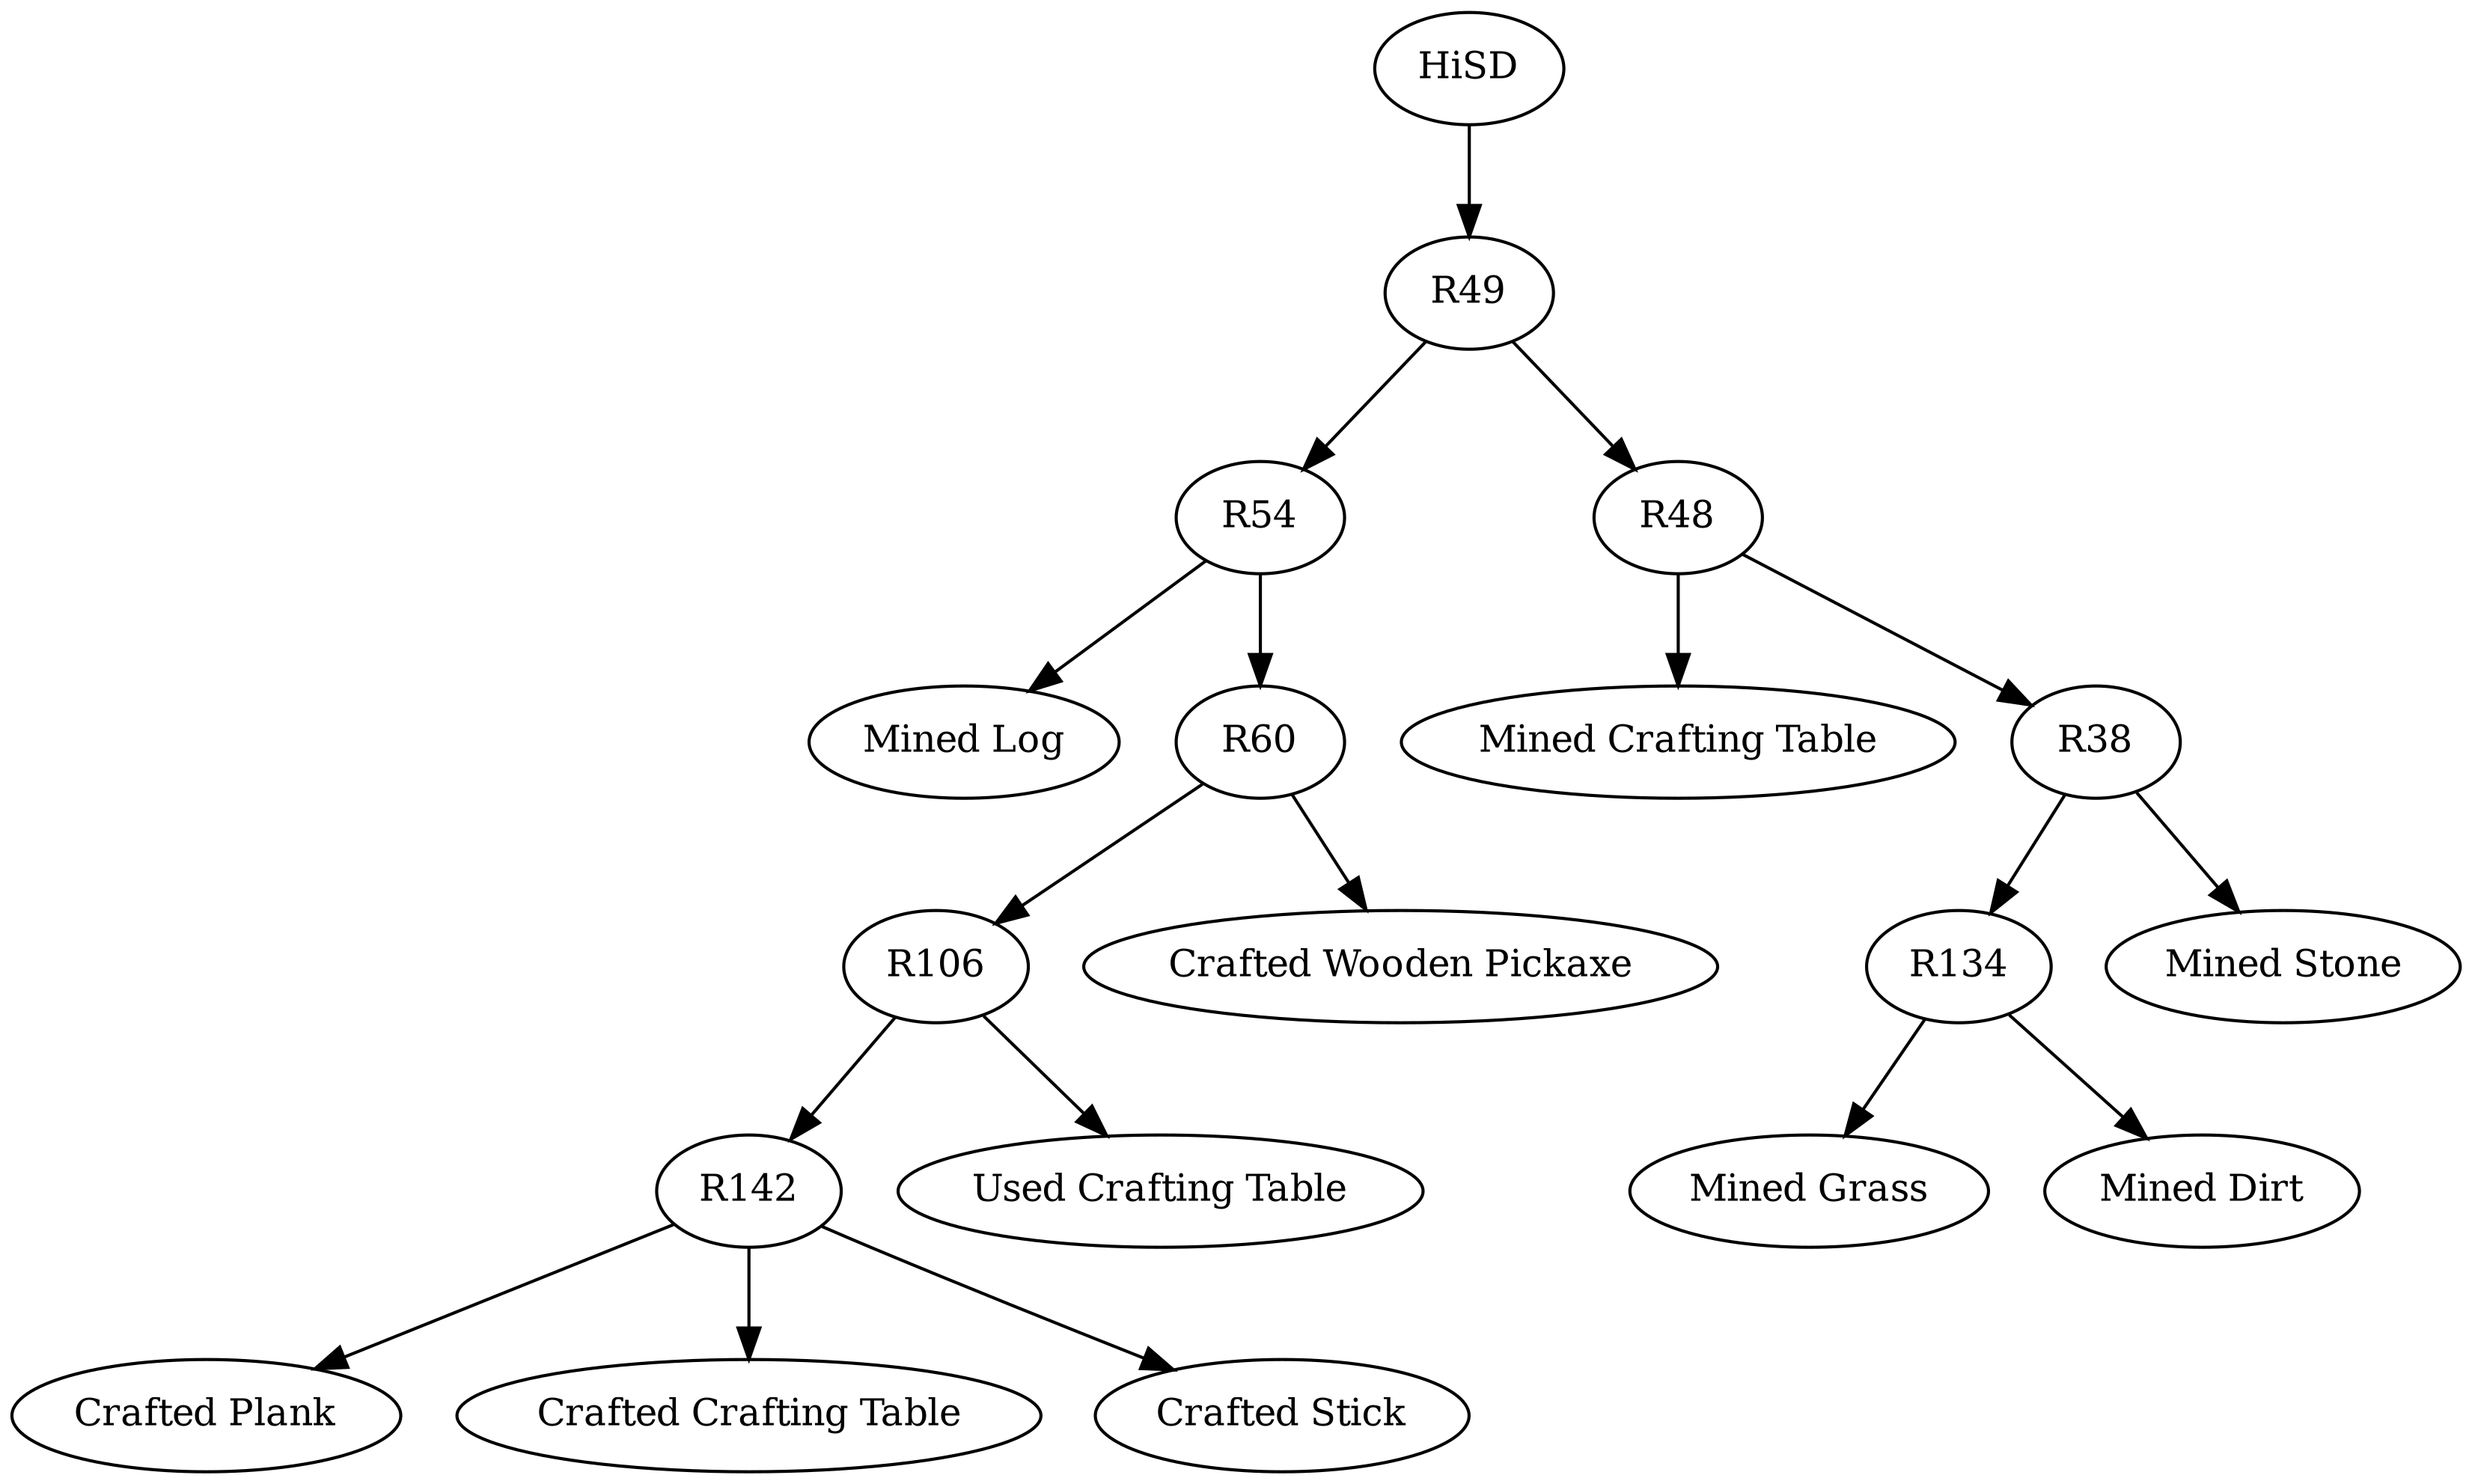 HiSD
R49
R54
R48
Mined Log
R60
Mined Crafting Table
R38
R106
Crafted Wooden Pickaxe
R134
Mined Stone
R142
Used Crafting Table
Mined Grass
Mined Dirt
Crafted Plank
Crafted Crafting Table
Crafted Stick